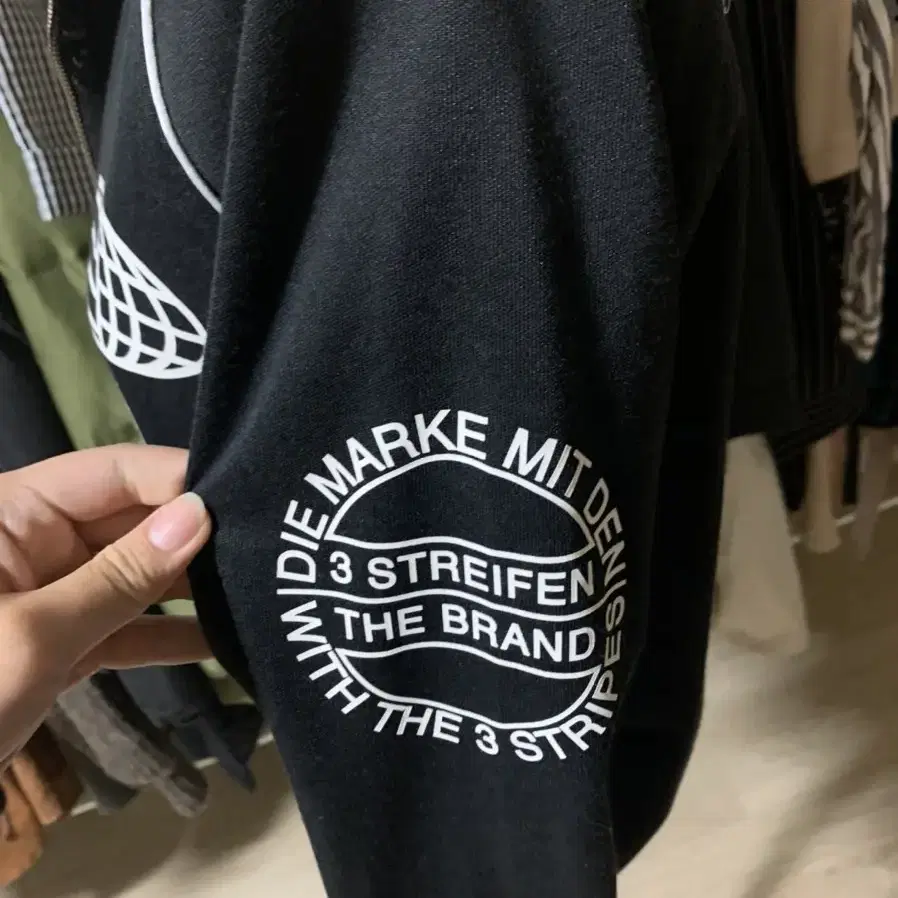 DIE MARKE MIT DEN
3 STREIFEN
THE BRAND
WITH THE 3 STRIPES